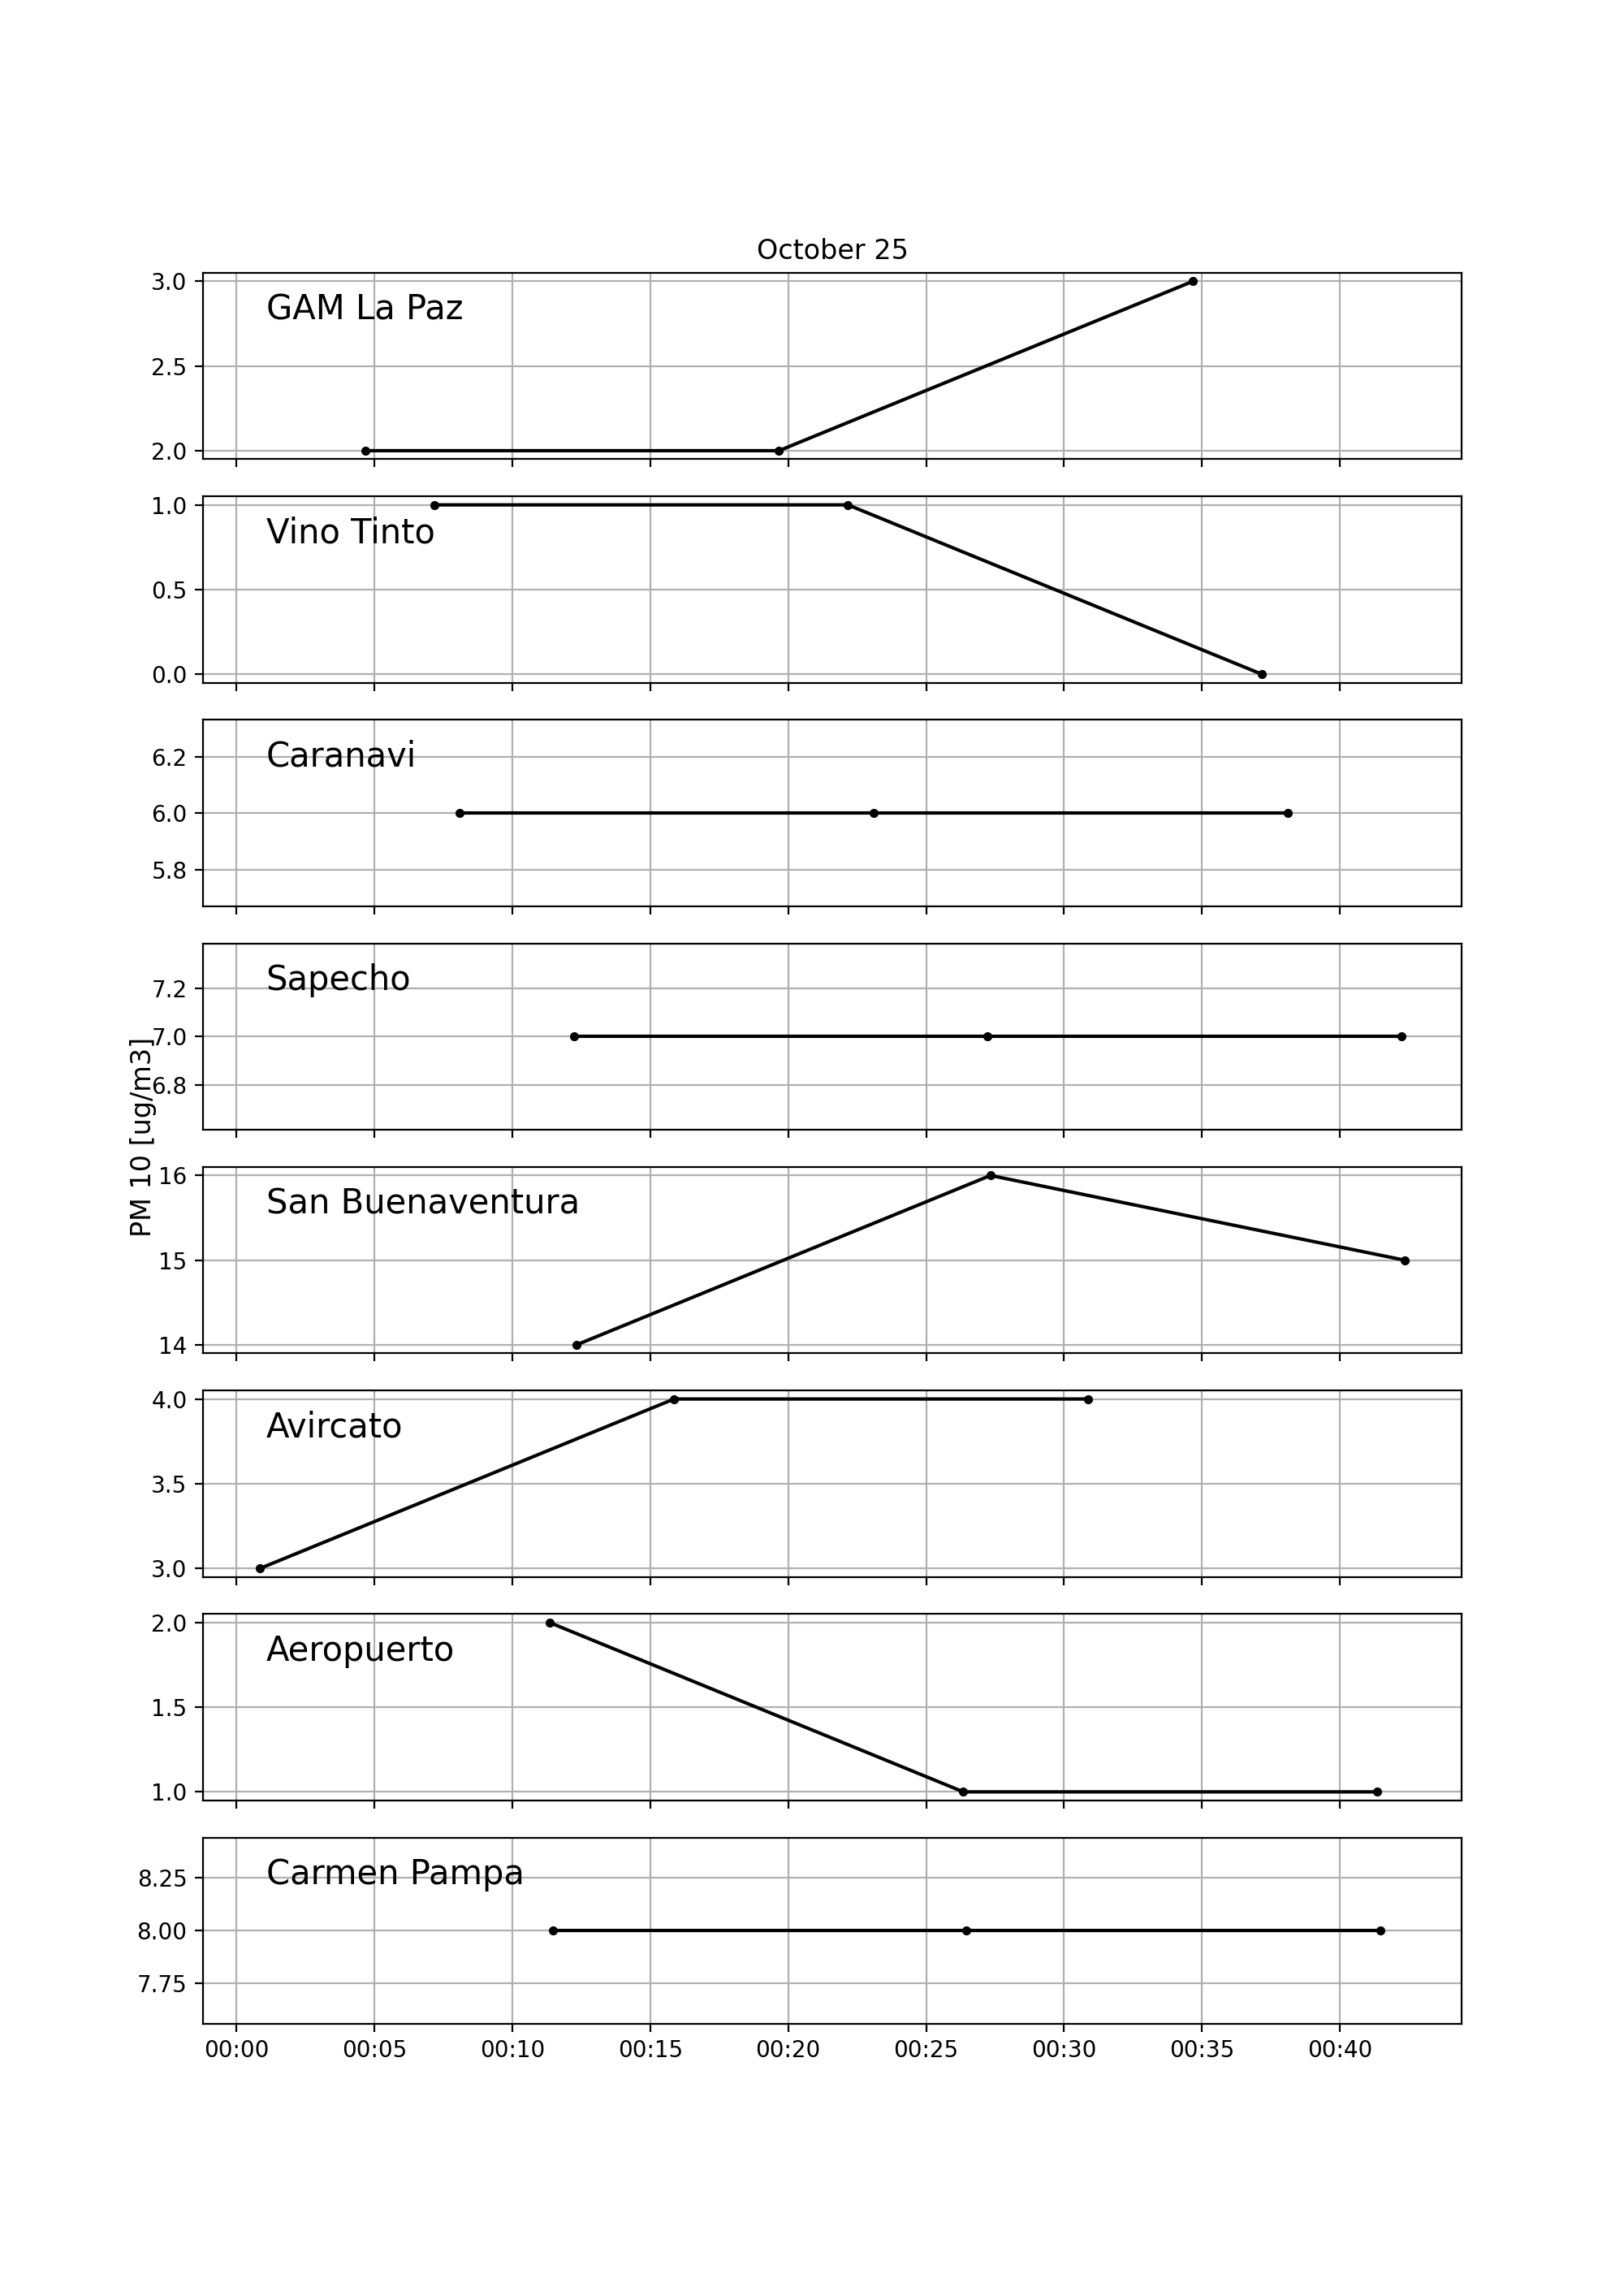 October 25
3.0
GAM La Paz
2.5
2.0
1.0
Vino Tinto
0.5
0.0
Caranavi
6.2
6.0
5.8
Sapecho
7.2
7.0
6.8
PM 10 [ug/m3]
16
San Buenaventura
15
14
4.0
Avircato
3.5
3.0
2.0
Aeropuerto
1.5
1.0
Carmen Pampa
8.25
8.00
7.75
00:00 00:05 00:10 00:15 00:20 00:25 00:30 00:35 00:40